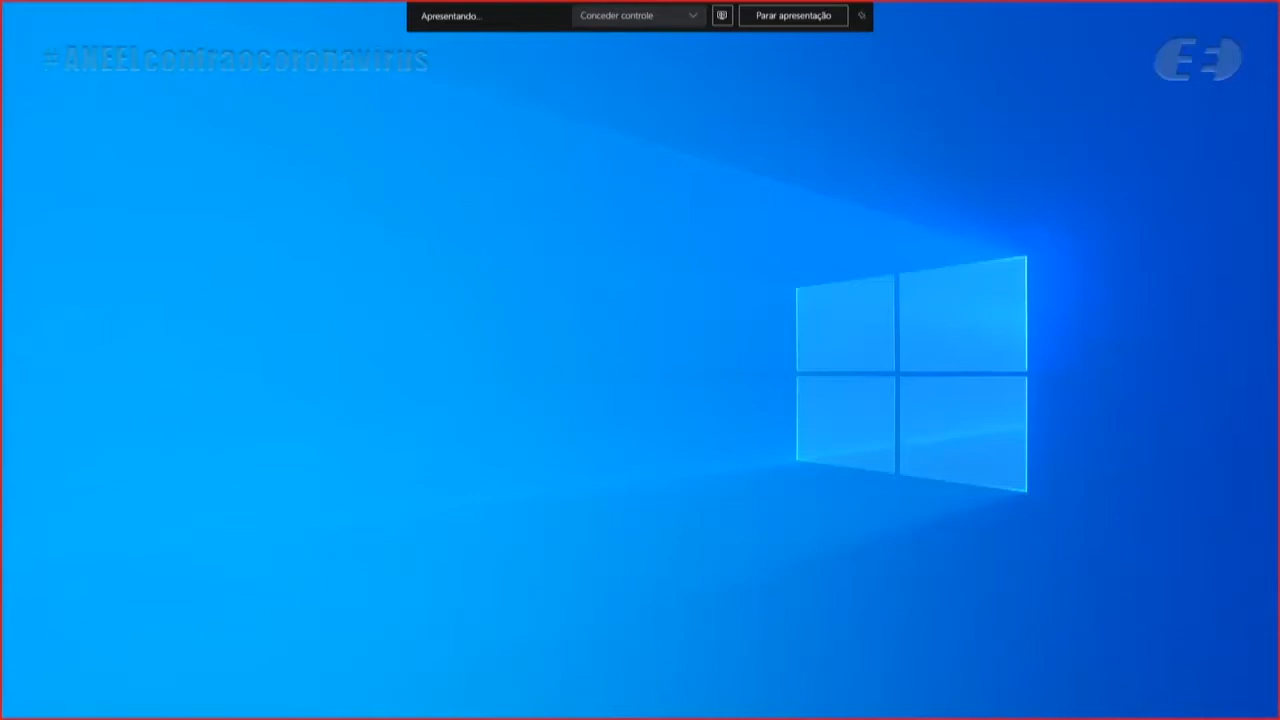 Apresentando...
Conceder controle
Parar apresentação
#ANEELcontraocoronavirus